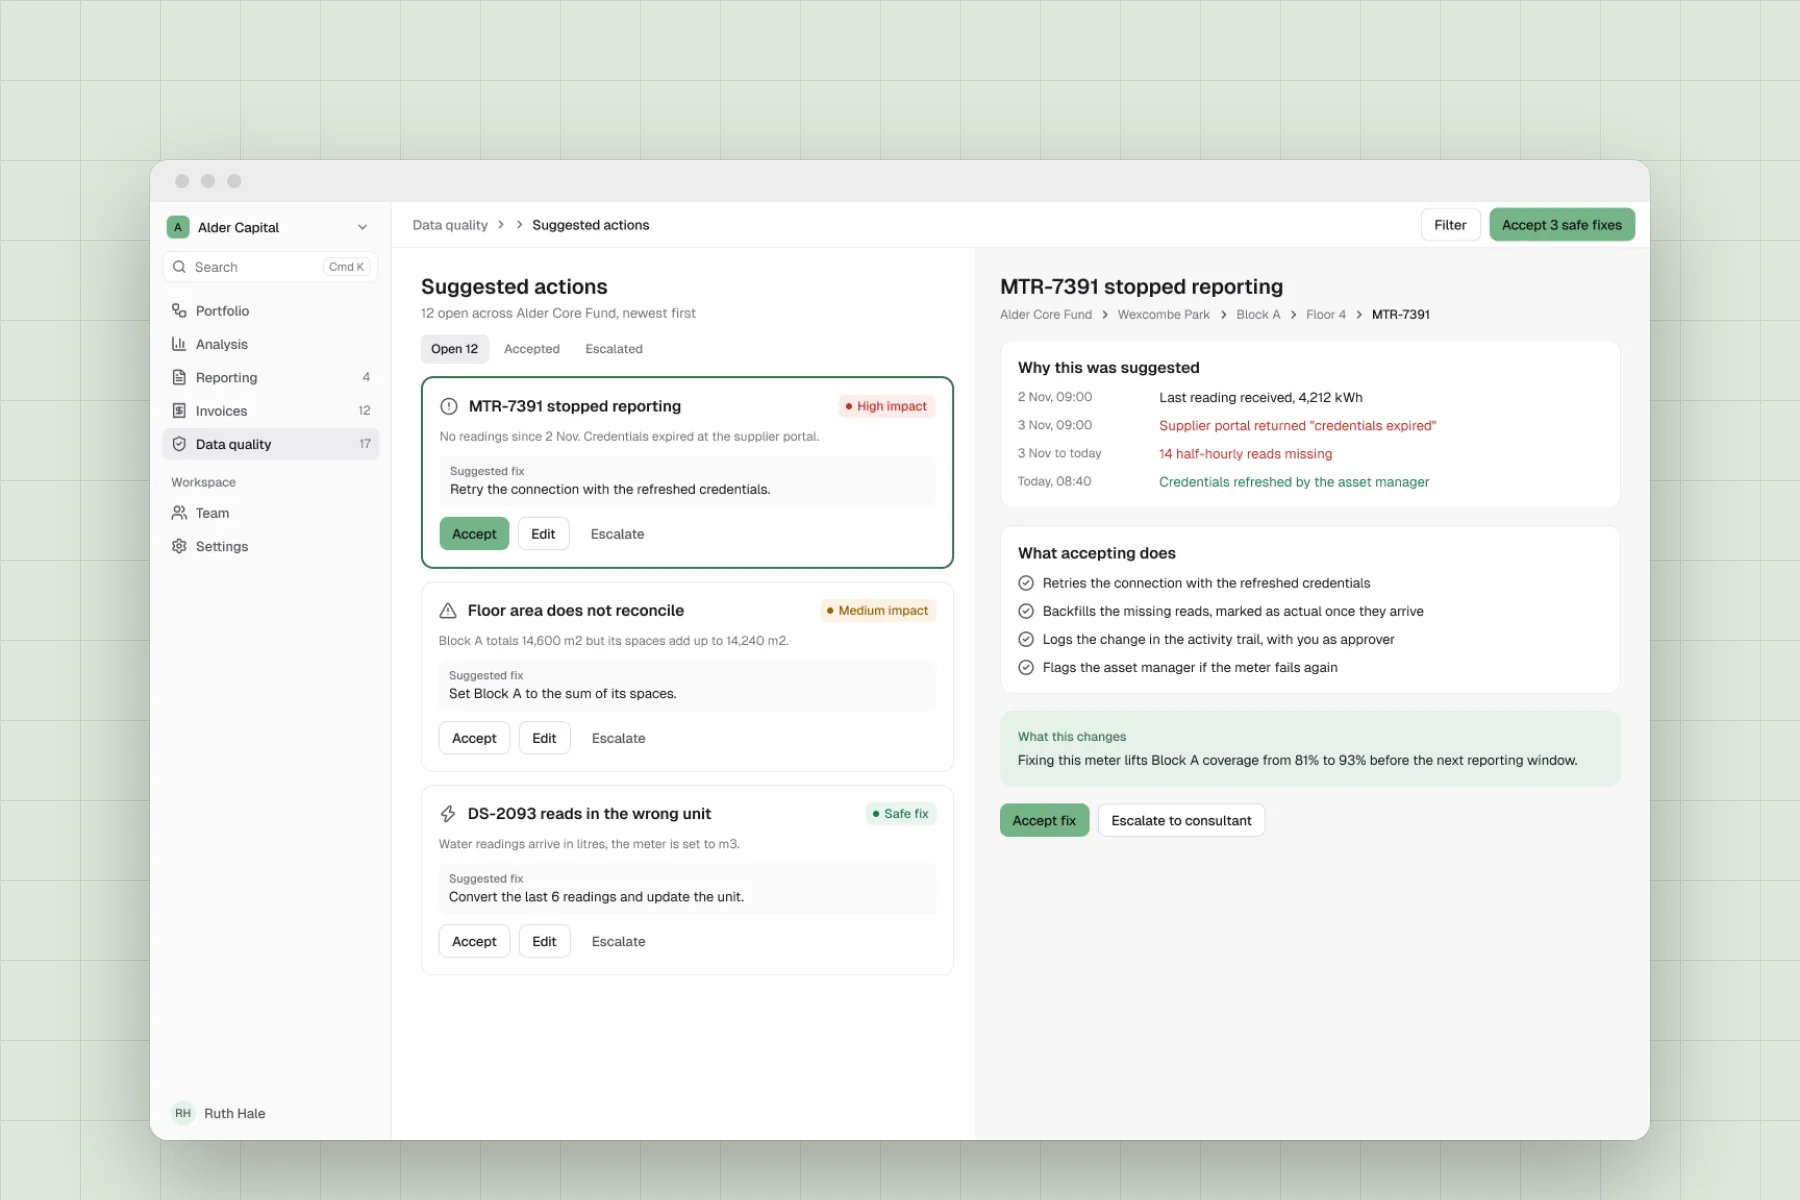 A Alder Capital
Search Cmd K
Portfolio
Analysis
Reporting 4
Invoices 12
Data quality 17
Workspace
Team
Settings
RH Ruth Hale
Data quality Suggested actions
Filter
Accept 3 safe fixes
Suggested actions
12 open across Alder Core Fund, newest first
Open 12 Accepted Escalated
MTR-7391 stopped reporting High impact
No readings since 2 Nov. Credentials expired at the supplier portal.
Suggested fix
Retry the connection with the refreshed credentials.
Accept Edit Escalate
Floor area does not reconcile Medium impact
Block A totals 14,600 m2 but its spaces add up to 14,240 m2.
Suggested fix
Set Block A to the sum of its spaces.
Accept Edit Escalate
DS-2093 reads in the wrong unit Safe fix
Water readings arrive in litres, the meter is set to m3.
Suggested fix
Convert the last 6 readings and update the unit.
Accept Edit Escalate
MTR-7391 stopped reporting
Alder Core Fund Wexcombe Park Block A Floor 4 MTR-7391
Why this was suggested
2 Nov, 09:00 Last reading received, 4,212 kWh
3 Nov, 09:00 Supplier portal returned "credentials expired"
3 Nov to today 14 half-hourly reads missing
Today, 08:40 Credentials refreshed by the asset manager
What accepting does
Retries the connection with the refreshed credentials
Backfills the missing reads, marked as actual once they arrive
Logs the change in the activity trail, with you as approver
Flags the asset manager if the meter fails again
What this changes
Fixing this meter lifts Block A coverage from 81% to 93% before the next reporting window.
Accept fix Escalate to consultant